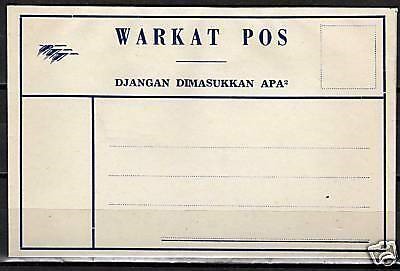 WARKAT POS
DJANGAN DIMASUKKAN APA²